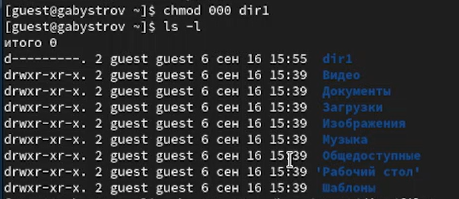 [guest@gabystrov ~]$ chmod 000 dir1
[guest@gabystrov ~]$ ls -l
итого 0
d---------. 2 guest guest 6 сен 16 15:55 dir1
drwxr-xr-x. 2 guest guest 6 сен 16 15:39 Видео
drwxr-xr-x. 2 guest guest 6 сен 16 15:39 Документы
drwxr-xr-x. 2 guest guest 6 сен 16 15:39 Загрузки
drwxr-xr-x. 2 guest guest 6 сен 16 15:39 Изображения
drwxr-xr-x. 2 guest guest 6 сен 16 15:39 Музыка
drwxr-xr-x. 2 guest guest 6 сен 16 15:39 Общедоступные
drwxr-xr-x. 2 guest guest 6 сен 16 15:39 'Рабочий стол'
drwxr-xr-x. 2 guest guest 6 сен 16 15:39 Шаблоны